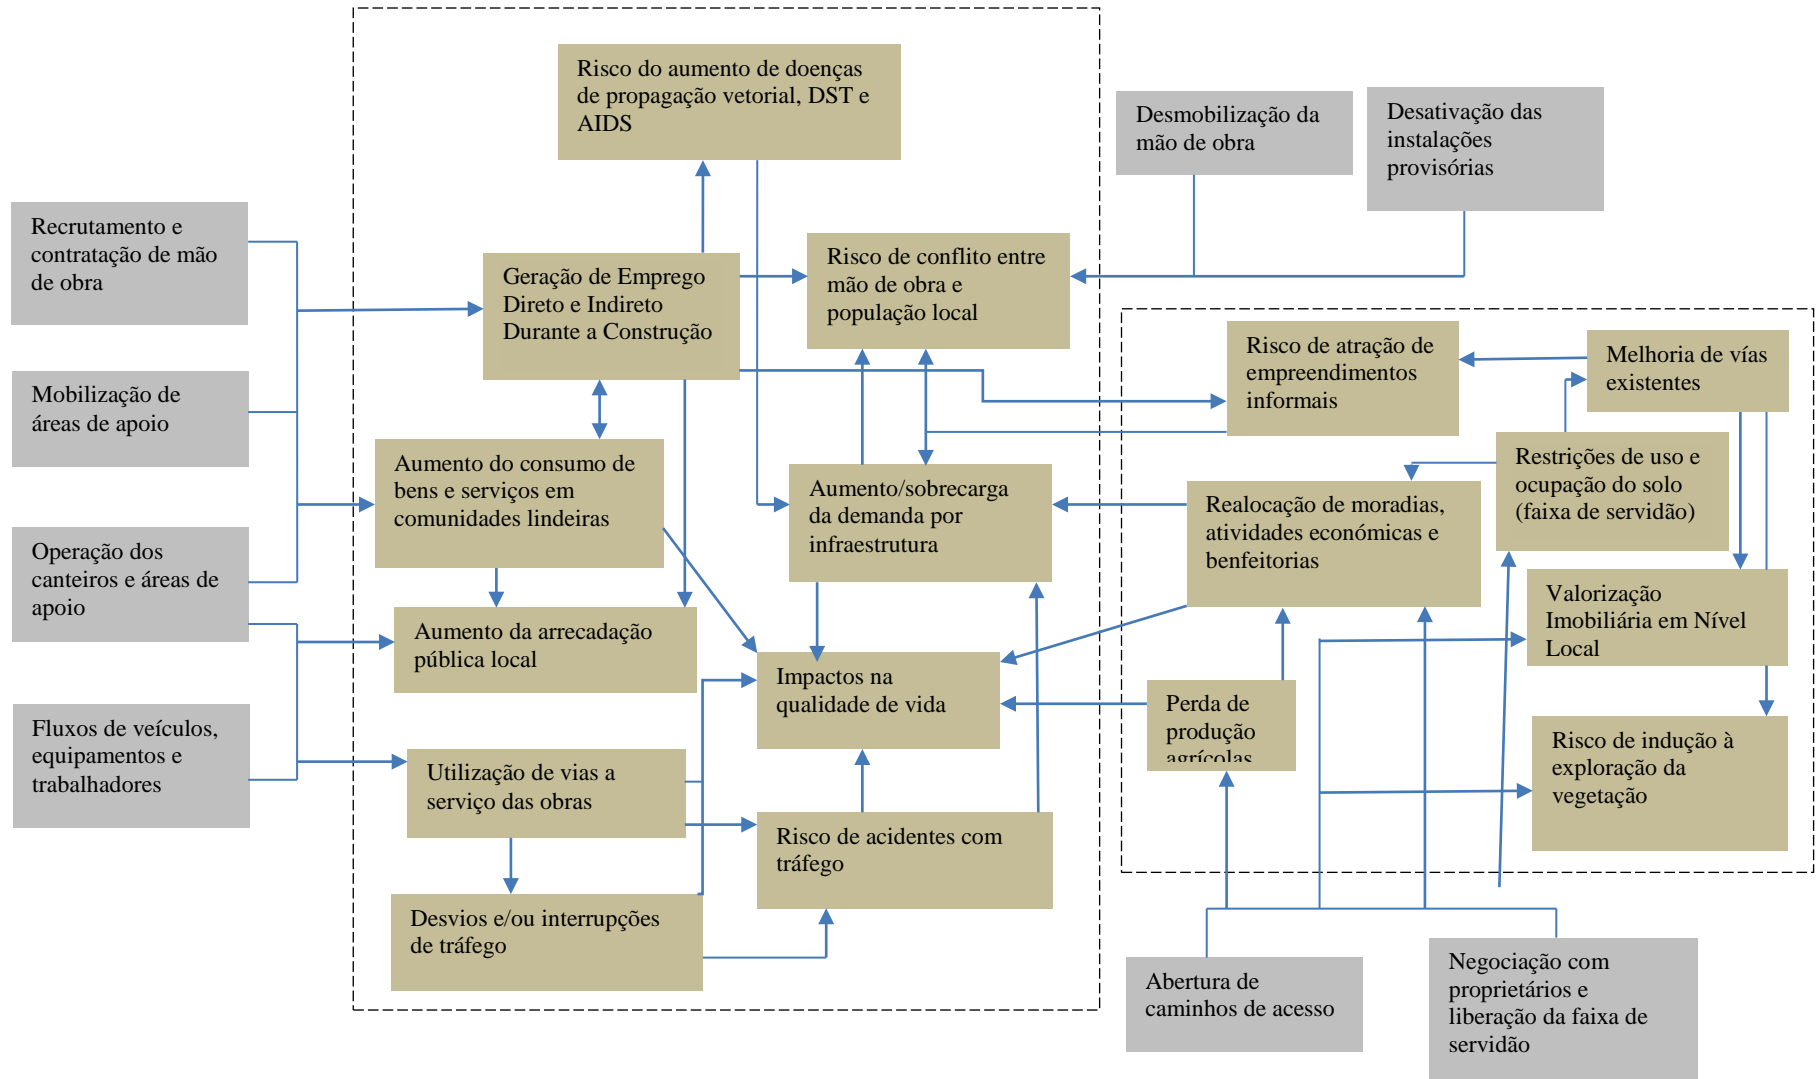 Risco do aumento de doenças
de propagação vetorial, DST e
AIDS
Desmobilização da
mão de obra
Desativação das
instalações
provisórias
Recrutamento e
contratação de mão
de obra
Geração de Emprego
Direto e Indireto
Durante a Construção
Risco de conflito entre
mão de obra e
população local
Risco de atração de
empreendimentos
informais
Melhoria de vías
existentes
Mobilização de
áreas de apoio
Aumento do consumo de
bens e serviços em
comunidades lindeiras
Aumento/sobrecarga
da demanda por
infraestrutura
Realocação de moradias,
atividades económicas e
benfeitorias
Restrições de uso e
ocupação do solo
(faixa de servidão)
Operação dos
canteiros e áreas de
apoio
Valorização
Imobiliária em Nível
Local
Aumento da arrecadação
pública local
Impactos na
qualidade de vida
Perda de
produção
agrícolas
Fluxos de veículos,
equipamentos e
trabalhadores
Utilização de vias a
serviço das obras
Risco de indução à
exploração da
vegetação
Risco de acidentes com
tráfego
Desvios e/ou interrupções
de tráfego
Abertura de
caminhos de acesso
Negociação com
proprietários e
liberação da faixa de
servidão